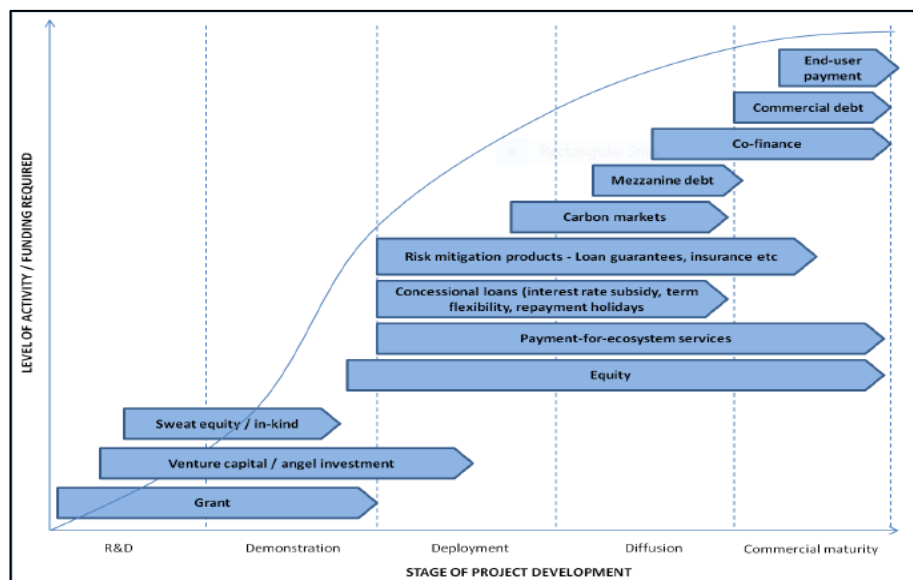 End-user
payment
Commercial debt
Co-finance
Rectangular Snip
Mezzanine debt
Carbon markets
Risk mitigation products - Loan guarantees, insurance etc
Concessional loans (interest rate subsidy, term
flexibility, repayment holidays
Payment-for-ecosystem services
Equity
Sweat equity / in-kind
Venture capital / angel investment
Grant
LEVEL OF ACTIVITY / FUNDING REQUIRED
R&D
Demonstration
Deployment
Diffusion
Commercial maturity
STAGE OF PROJECT DEVELOPMENT